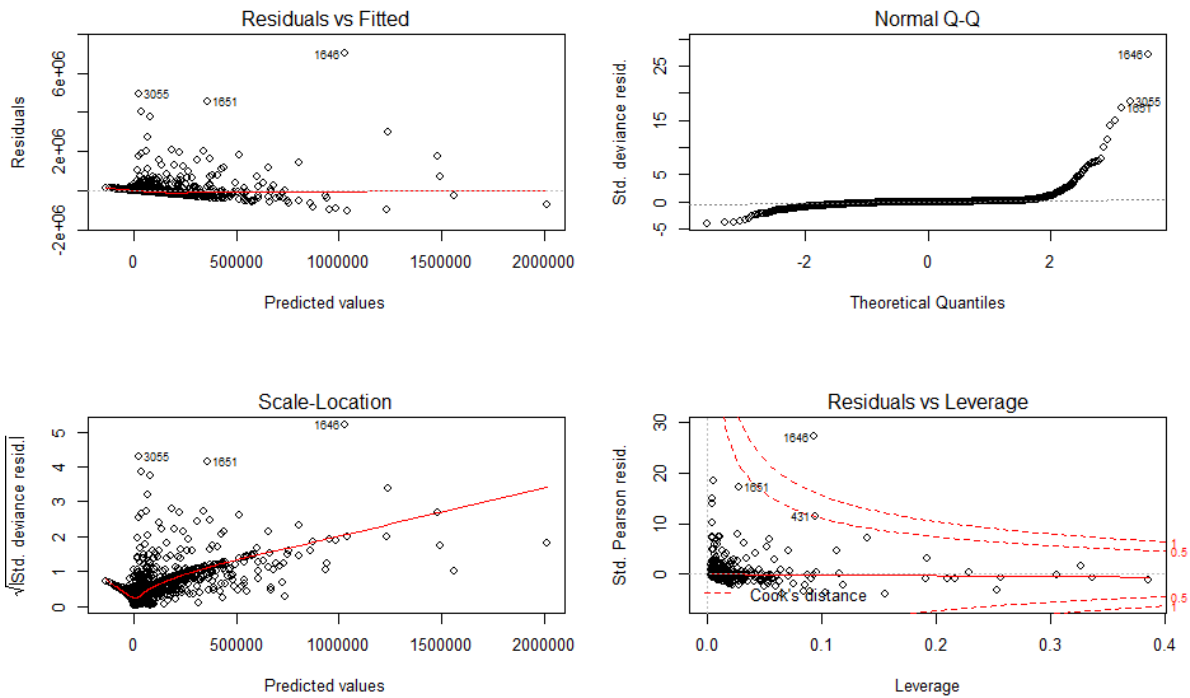 Residuals vs Fitted
Residuals
-2e+06 2e+06 6e+06
1646
3055
1651
0 500000 1000000 1500000 2000000
Predicted values
Normal Q-Q
Std. deviance resid.
-5 0 5 15 25
1646
3055
1651
-2 0 2
Theoretical Quantiles
Scale-Location
√|Std. deviance resid.|
0 1 2 3 4 5
1646
3055
1651
0 500000 1000000 1500000 2000000
Predicted values
Residuals vs Leverage
Std. Pearson resid.
0 10 20 30
1646
1651
431
1
0.5
0.5
1
Cook's distance
0.0 0.1 0.2 0.3 0.4
Leverage